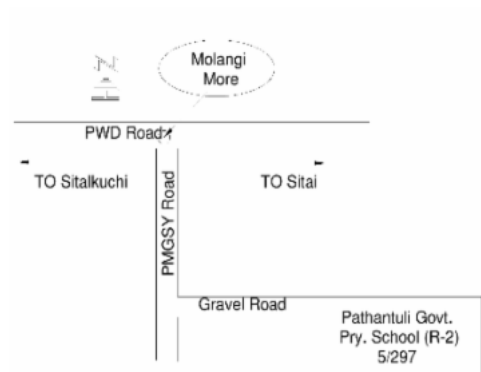 N
Molangi
More
PWD Road
TO Sitalkuchi
TO Sitai
PMGSY Road
Gravel Road
Pathantuli Govt.
Pry. School (R-2)
5/297